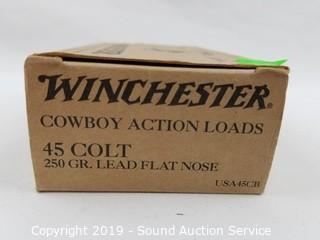 WINCHESTER®
COWBOY ACTION LOADS
45 COLT
250 GR. LEAD FLAT NOSE
USA45CB
Copyright 2019 - Sound Auction Service